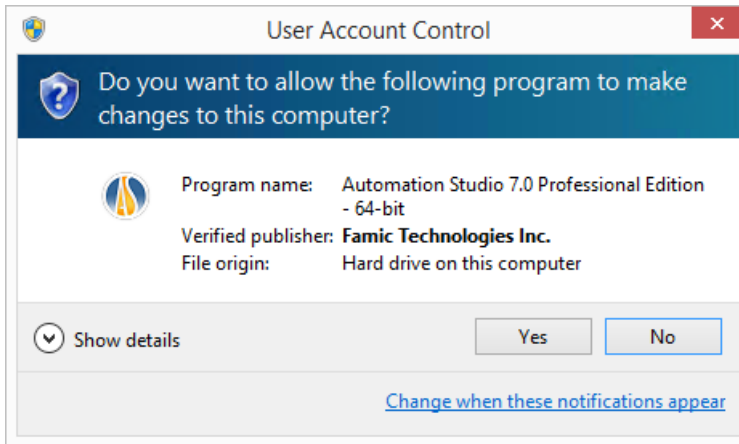 User Account Control
Do you want to allow the following program to make
changes to this computer?
Program name: Automation Studio 7.0 Professional Edition
- 64-bit
Verified publisher: Famic Technologies Inc.
File origin: Hard drive on this computer
Show details Yes No
Change when these notifications appear